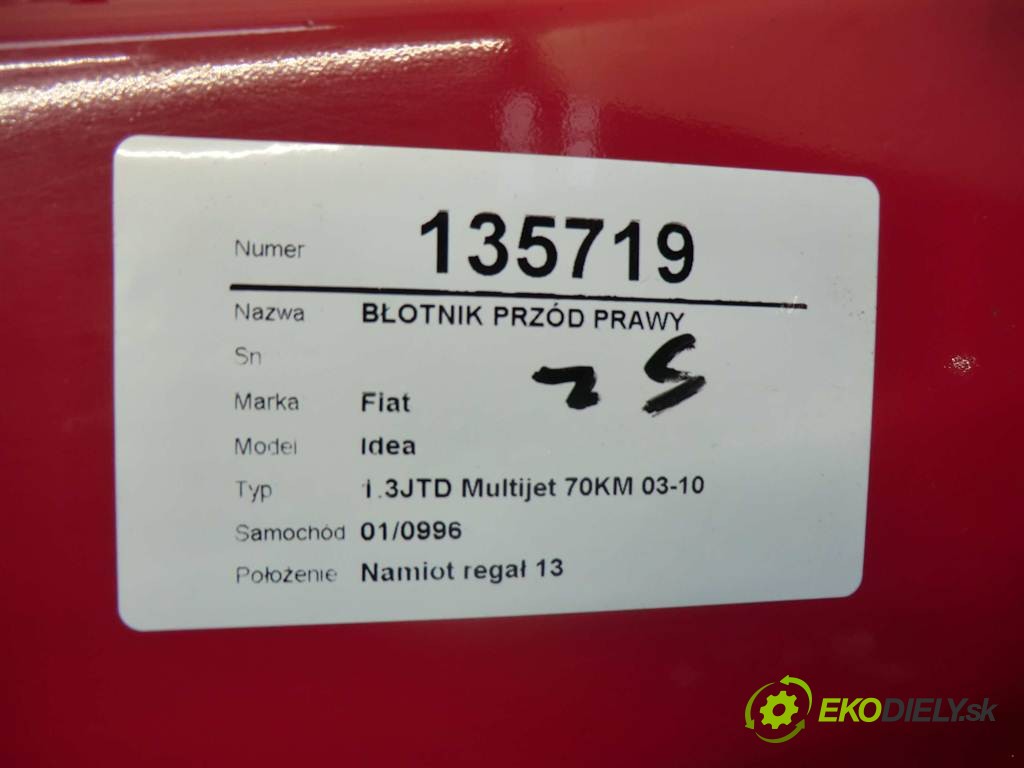 Numer 135719
Nazwa BŁOTNIK PRZÓD PRAWY
Sn
25
Marka Fiat
Model Idea
Typ 1.3JTD Multijet 70KM 03-10
Samochód 01/0996
Położenie Namiot regał 13
EKODIELY.sk